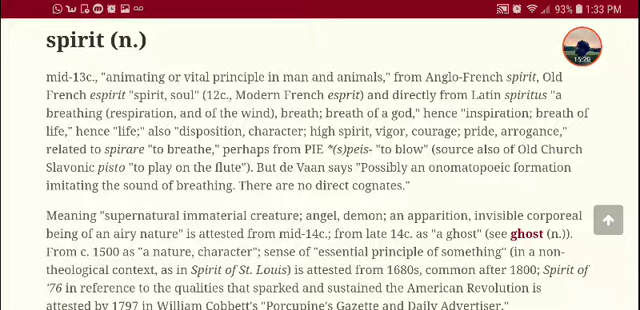 93% 1:33 PM
spirit (n.)
15:20
mid-13c., "animating or vital principle in man and animals," from Anglo-French spirit, Old
French espirit "spirit, soul" (12c., Modern French esprit) and directly from Latin spiritus "a
breathing (respiration, and of the wind), breath; breath of a god," hence "inspiration; breath of
life," hence "life;" also "disposition, character; high spirit, vigor, courage; pride, arrogance,"
related to spirare "to breathe," perhaps from PIE *(s)peis- "to blow" (source also of Old Church
Slavonic pisto "to play on the flute"). But de Vaan says "Possibly an onomatopoeic formation
imitating the sound of breathing. There are no direct cognates."
Meaning "supernatural immaterial creature; angel, demon; an apparition, invisible corporeal
being of an airy nature" is attested from mid-14c.; from late 14c. as "a ghost" (see ghost (n.)).
From c. 1500 as "a nature, character"; sense of "essential principle of something" (in a non-
theological context, as in Spirit of St. Louis) is attested from 1680s, common after 1800; Spirit of
'76 in reference to the qualities that sparked and sustained the American Revolution is
attested by 1797 in William Cobbett's "Porcupine's Gazette and Daily Advertiser."